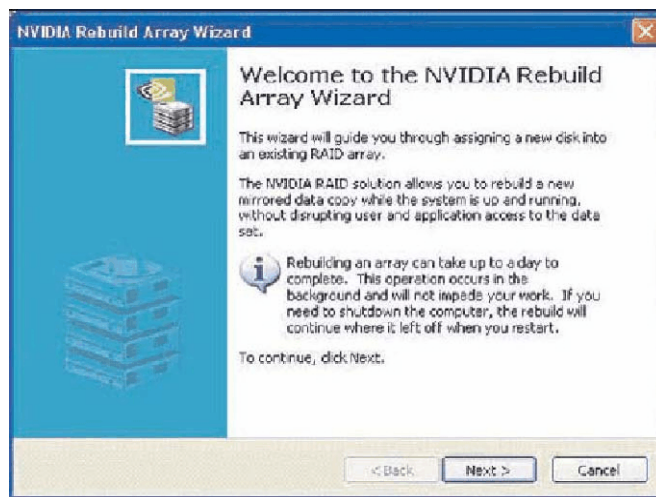 NVIDIA Rebuild Array Wizard
Welcome to the NVIDIA Rebuild
Array Wizard
This wizard will guide you through assigning a new disk into
an existing RAID array.
The NVIDIA RAID solution allows you to rebuild a new
mirrored data copy while the system is up and running,
without disrupting user and application access to the data
set.
Rebuilding an array can take up to a day to
complete. This operation occurs in the
background and will not impede your work. If you
need to shutdown the computer, the rebuild will
continue where it left off when you restart.
To continue, click Next.
< Back Next > Cancel